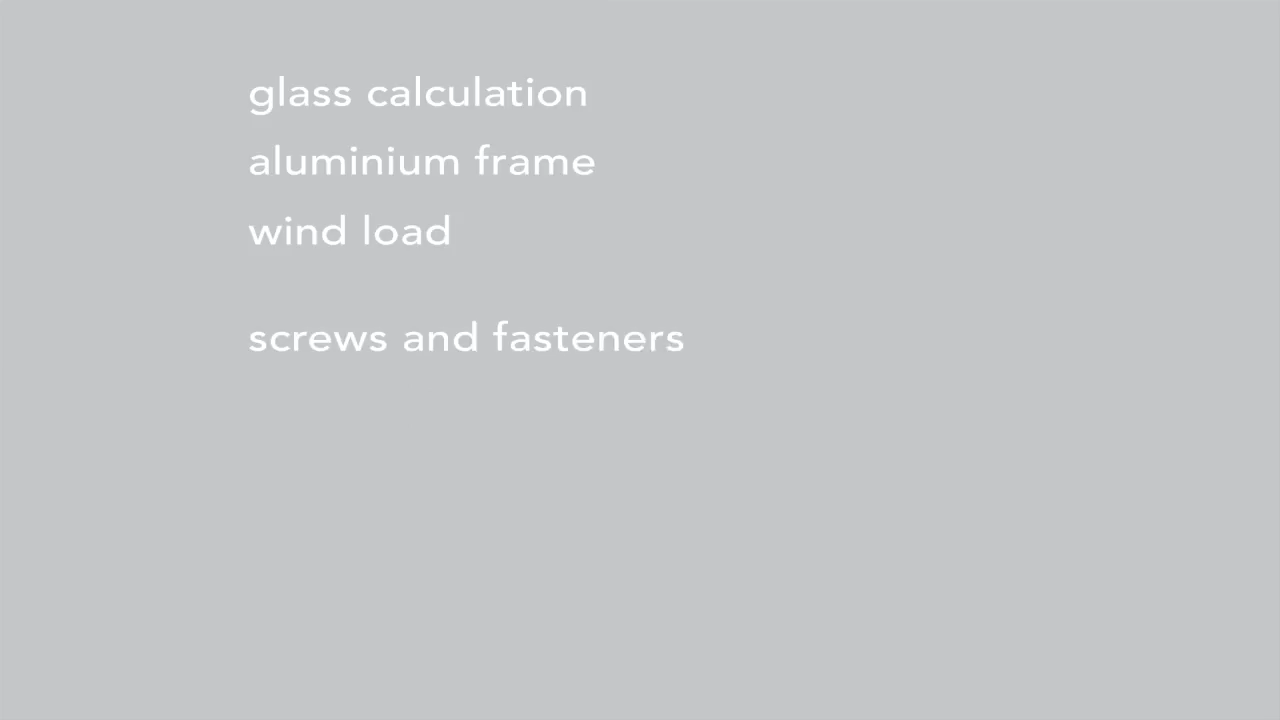 glass calculation
aluminium frame
wind load
screws and fasteners